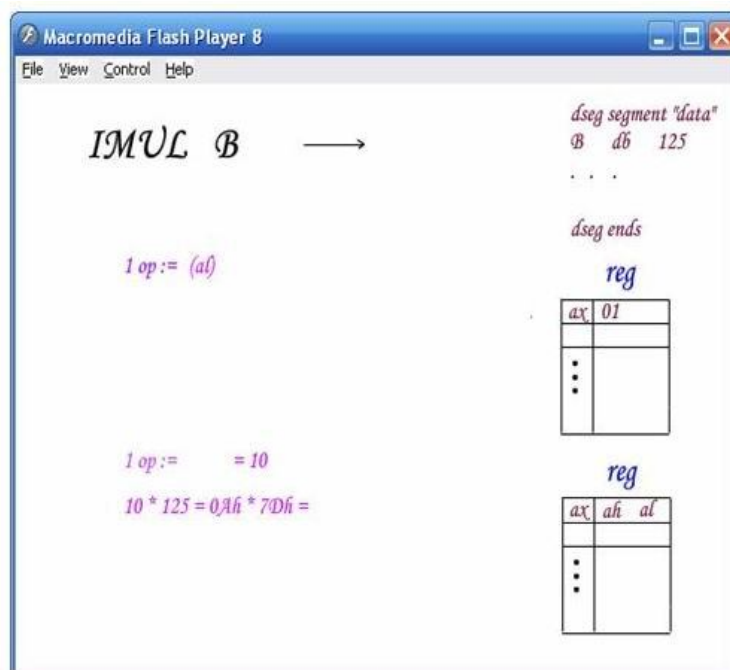 Macromedia Flash Player 8
File View Control Help
IMUL B
dseg segment "data"
B db 125
. . .
dseg ends
1 op := (al)
reg
ax 01
1 op := = 10
10 * 125 = 0Ah * 7Dh =
reg
ax ah al